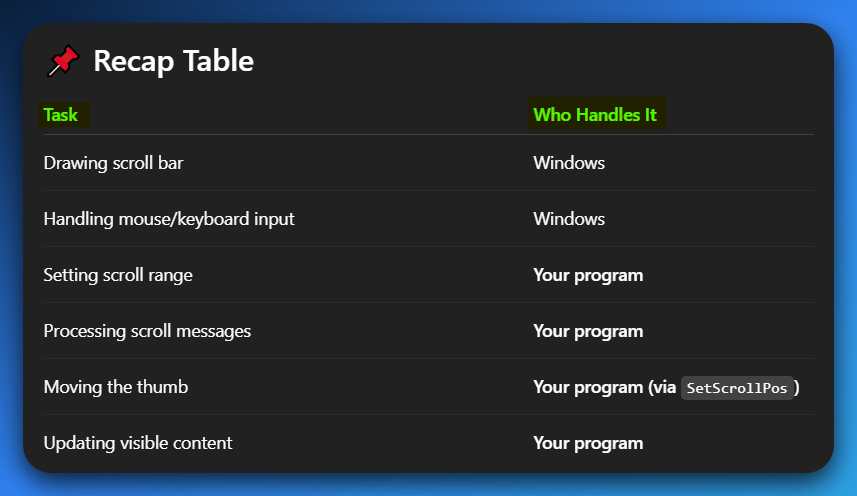 Recap Table
Task Who Handles It
Drawing scroll bar Windows
Handling mouse/keyboard input Windows
Setting scroll range Your program
Processing scroll messages Your program
Moving the thumb Your program (via SetScrollPos)
Updating visible content Your program